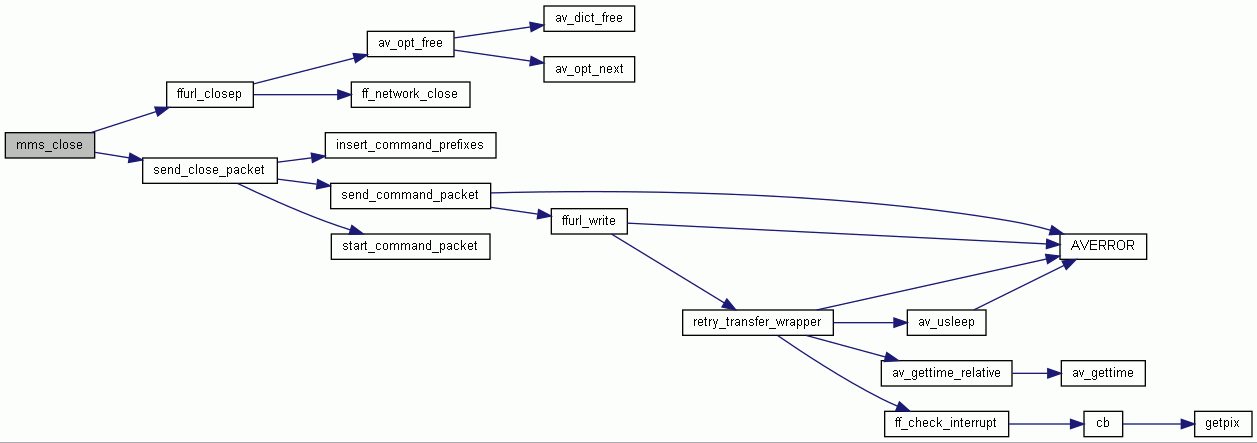 av_dict_free
av_opt_free
av_opt_next
ffurl_closep
ff_network_close
mms_close
insert_command_prefixes
send_close_packet
send_command_packet
ffurl_write
start_command_packet
AVERROR
retry_transfer_wrapper
av_usleep
av_gettime_relative
av_gettime
ff_check_interrupt
cb
getpix